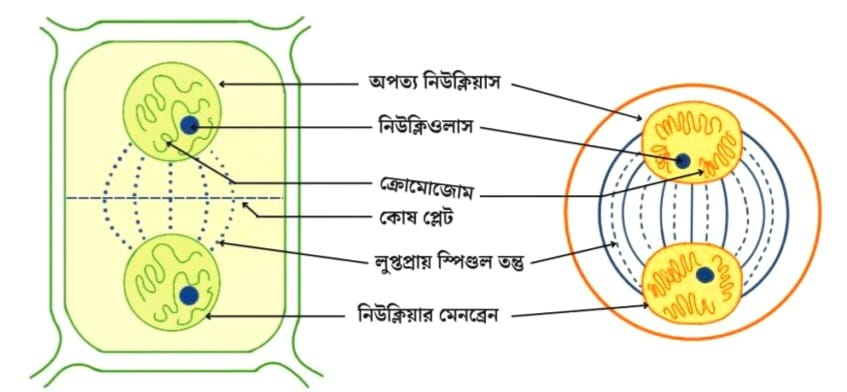 অপত্য নিউক্লিয়াস
নিউক্লিওলাস
ক্রোমোজোম
কোষ প্লেট
লুপ্তপ্রায় স্পিণ্ডল তন্তু
নিউক্লিয়ার মেনব্রেন